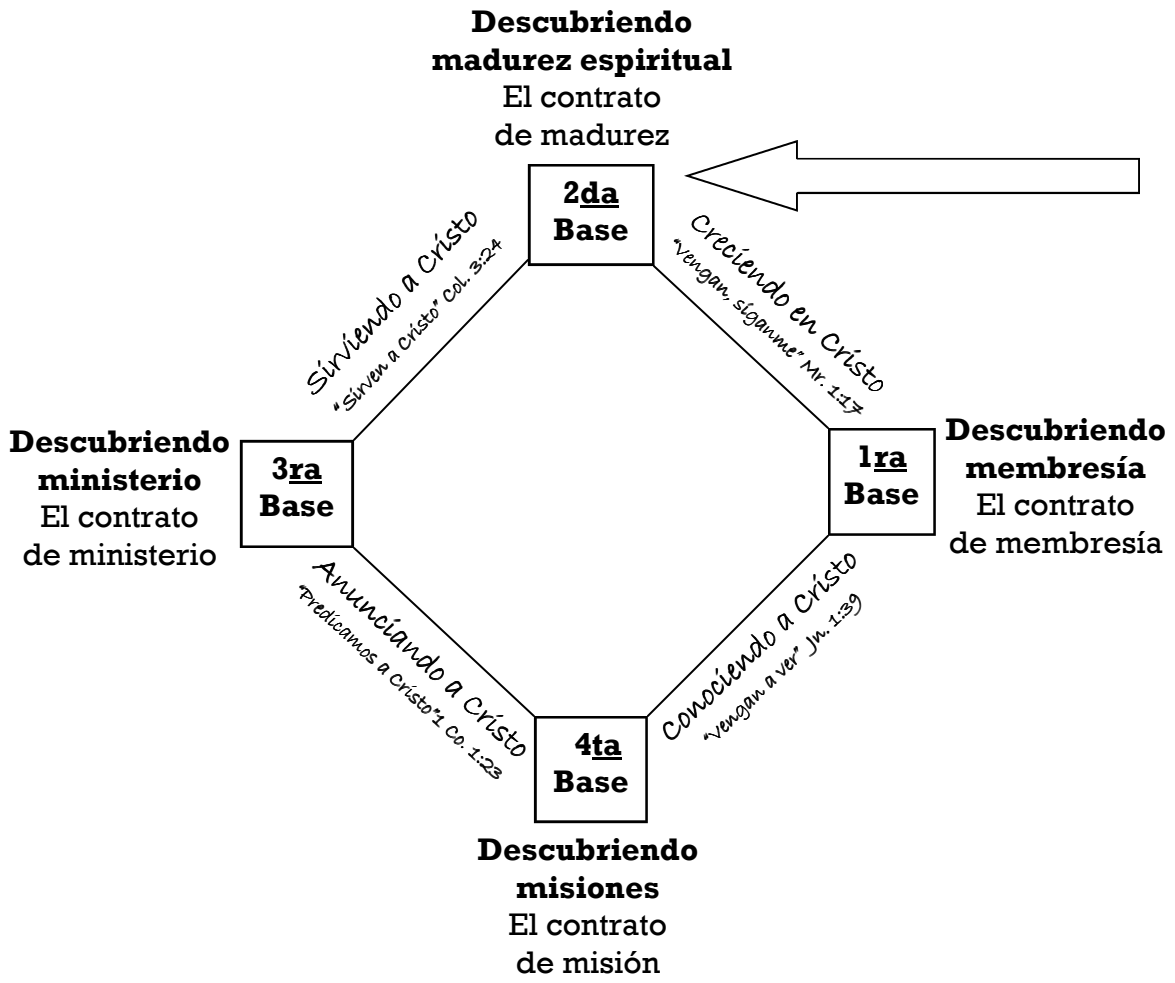 Descubriendo
madurez espiritual
El contrato
de madurez
2da
Base
Sirviendo a Cristo
"Sirven a Cristo" Col. 3:24
Creciendo en Cristo
"Vengan, síganme" Mr. 1:17
Descubriendo
ministerio
El contrato
de ministerio
3ra
Base
1ra
Base
Descubriendo
membresía
El contrato
de membresía
Anunciando a Cristo
"Predicamos a Cristo"1 Co. 1:23
Conociendo a Cristo
"Vengan a ver" Jn. 1:39
4ta
Base
Descubriendo
misiones
El contrato
de misión